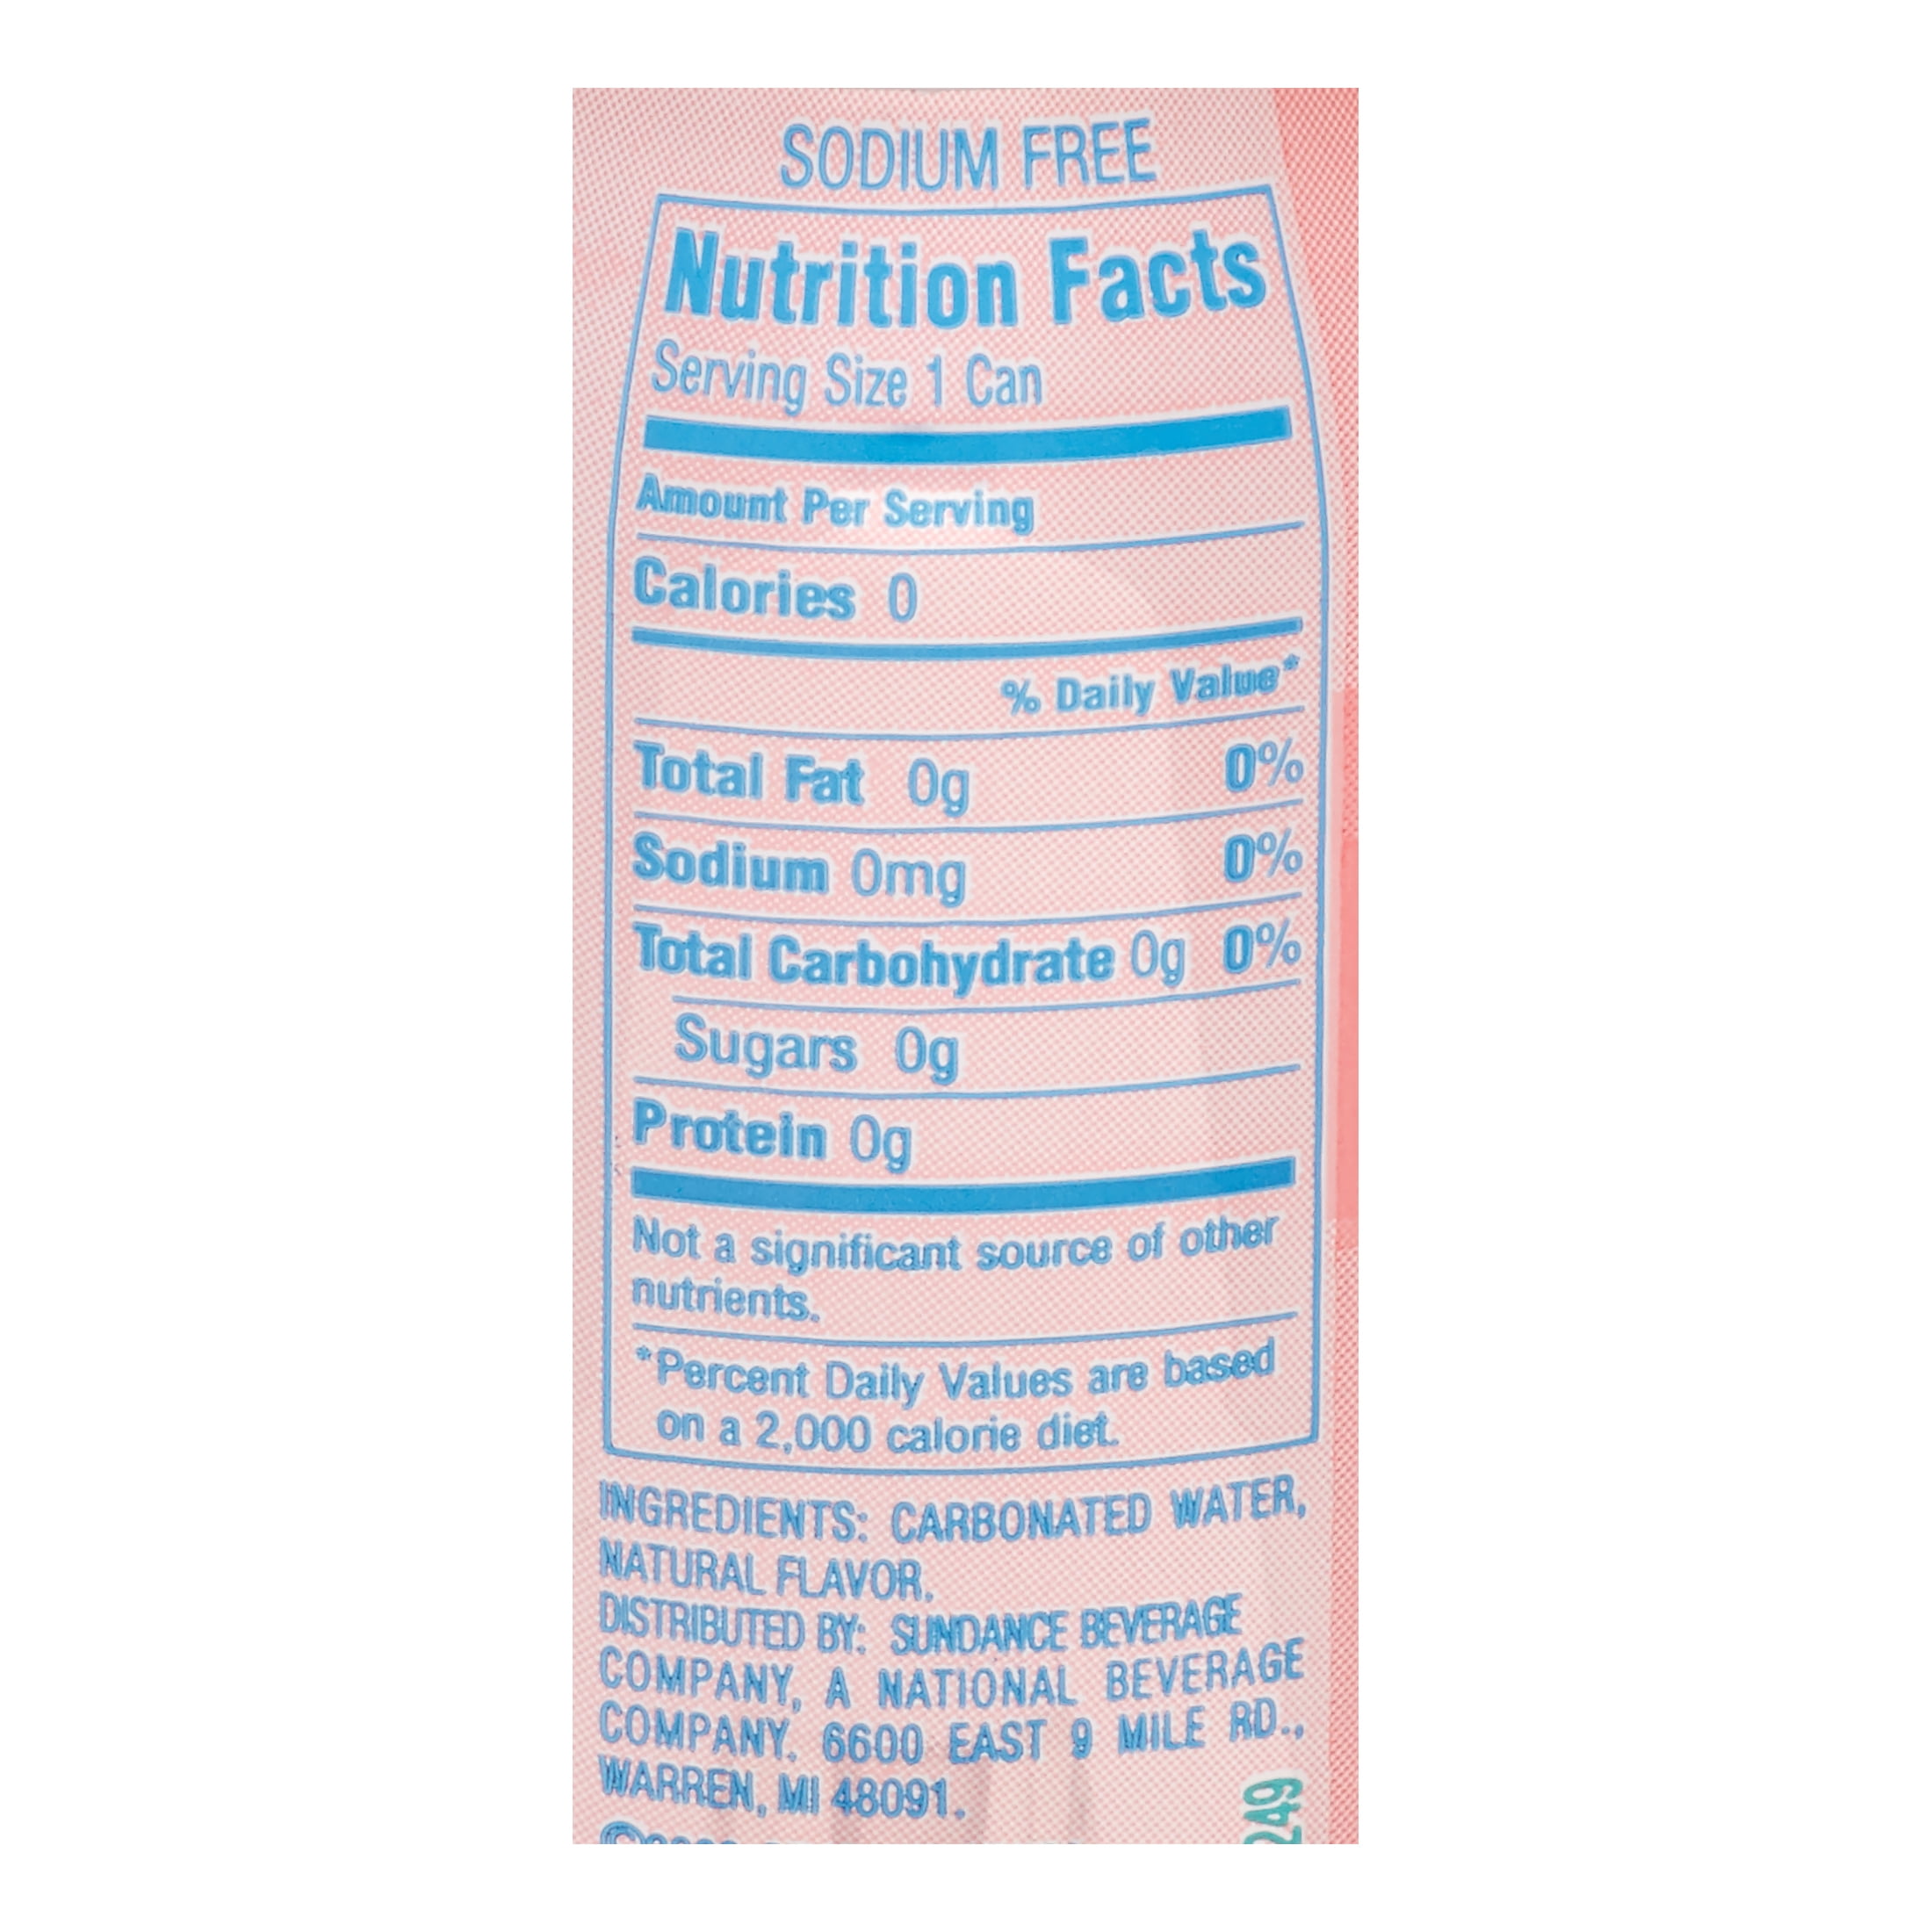 SODIUM FREE
Nutrition Facts
Serving Size 1 Can
Amount Per Serving
Calories 0
% Daily Value*
Total Fat 0g 0%
Sodium 0mg 0%
Total Carbohydrate 0g 0%
Sugars 0g
Protein 0g
Not a significant source of other
nutrients.
*Percent Daily Values are based
on a 2,000 calorie diet.
INGREDIENTS: CARBONATED WATER,
NATURAL FLAVOR.
DISTRIBUTED BY: SUNDANCE BEVERAGE
COMPANY, A NATIONAL BEVERAGE
COMPANY. 6600 EAST 9 MILE RD.,
WARREN, MI 48091.
249